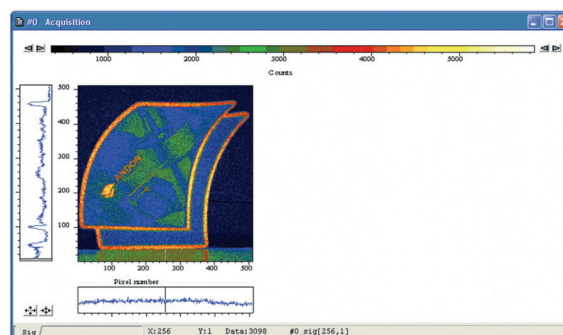 #0 Acquisition
1000 2000 3000 4000 5000
Counts
500
400
300
200
100
ANDOR
100 200 300 400 500
Pixel number
Sig X:256 Y:1 Data:3098 #0_sig[256,1]